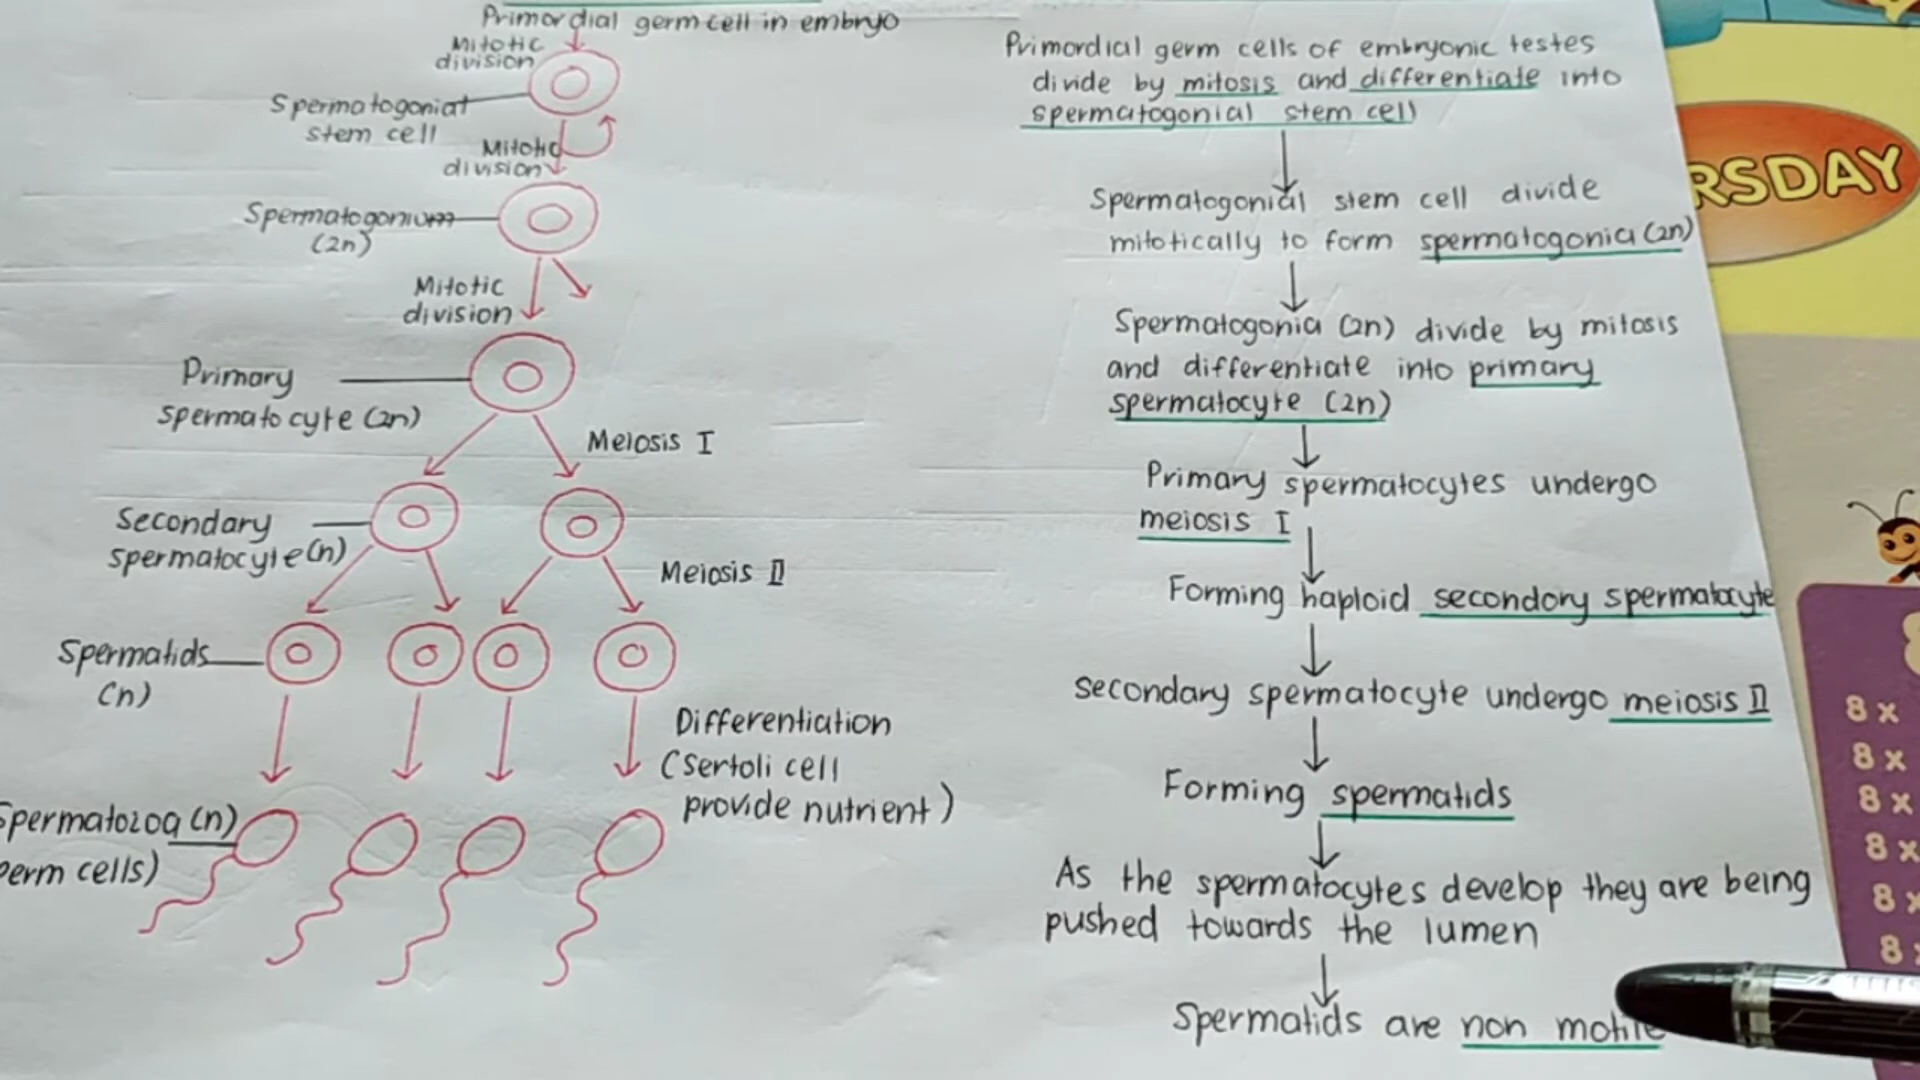 Primordial germ cell in embryo
Mitotic
division
Spermatogonial
stem cell
Mitotic
division
Spermatogonium
(2n)
Mitotic
division
Primary
spermatocyte (2n)
Meiosis I
Secondary
spermatocyte (n)
Meiosis II
Spermatids
(n)
Differentiation
(Sertoli cell
provide nutrient)
Spermatozoa (n)
perm cells)
Primordial germ cells of embryonic testes
divide by mitosis and differentiate into
spermatogonial stem cell
Spermatogonial stem cell divide
mitotically to form spermatogonia (2n)
Spermatogonia (2n) divide by mitosis
and differentiate into primary
spermatocyte (2n)
Primary spermatocytes undergo
meiosis I
Forming haploid secondary spermatocyte
secondary spermatocyte undergo meiosis II
Forming spermatids
As the spermatocytes develop they are being
pushed towards the lumen
Spermatids are non motile
RSDAY
8 x
8 x
8 x
8 x
8 x
8